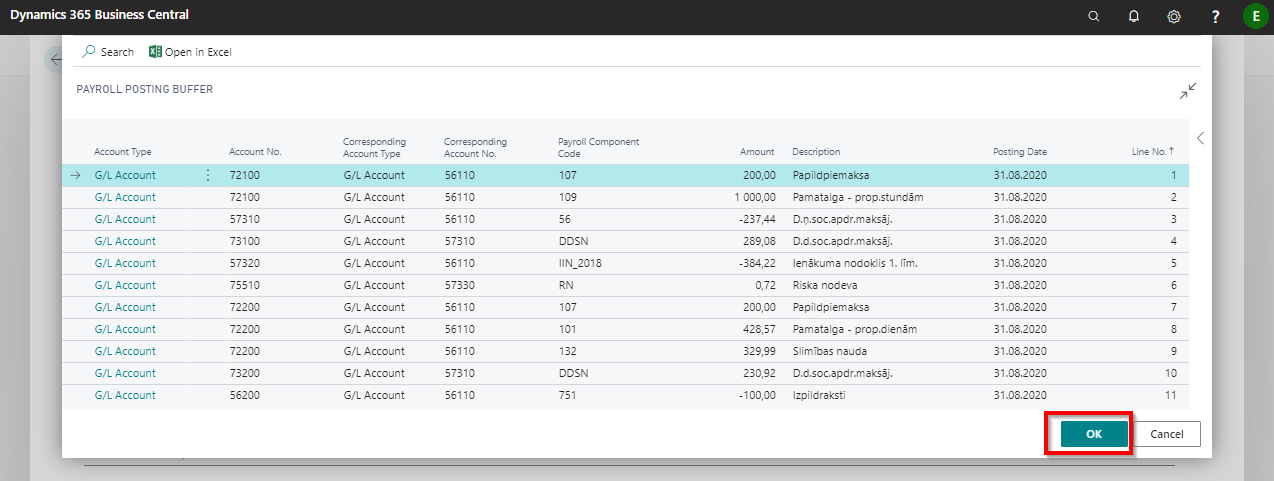 Dynamics 365 Business Central
?
E
Search Open in Excel
PAYROLL POSTING BUFFER
Account Type Account No. Corresponding Account Type Corresponding Account No. Payroll Component Code Amount Description Posting Date Line No.↑
G/L Account 72100 G/L Account 56110 107 200,00 Papildpiemaksa 31.08.2020 1
G/L Account 72100 G/L Account 56110 109 1 000,00 Pamatalga - prop.stundām 31.08.2020 2
G/L Account 57310 G/L Account 56110 56 -237,44 D.ņ.soc.apdr.maksāj. 31.08.2020 3
G/L Account 73100 G/L Account 57310 DDSN 289,08 D.d.soc.apdr.maksāj. 31.08.2020 4
G/L Account 57320 G/L Account 56110 IIN_2018 -384,22 Ienākuma nodoklis 1. līm. 31.08.2020 5
G/L Account 75510 G/L Account 57330 RN 0,72 Riska nodeva 31.08.2020 6
G/L Account 72200 G/L Account 56110 107 200,00 Papildpiemaksa 31.08.2020 7
G/L Account 72200 G/L Account 56110 101 428,57 Pamatalga - prop.dienām 31.08.2020 8
G/L Account 72200 G/L Account 56110 132 329,99 Slimības nauda 31.08.2020 9
G/L Account 73200 G/L Account 57310 DDSN 230,92 D.d.soc.apdr.maksāj. 31.08.2020 10
G/L Account 56200 G/L Account 56110 751 -100,00 Izpildraksti 31.08.2020 11
OK Cancel